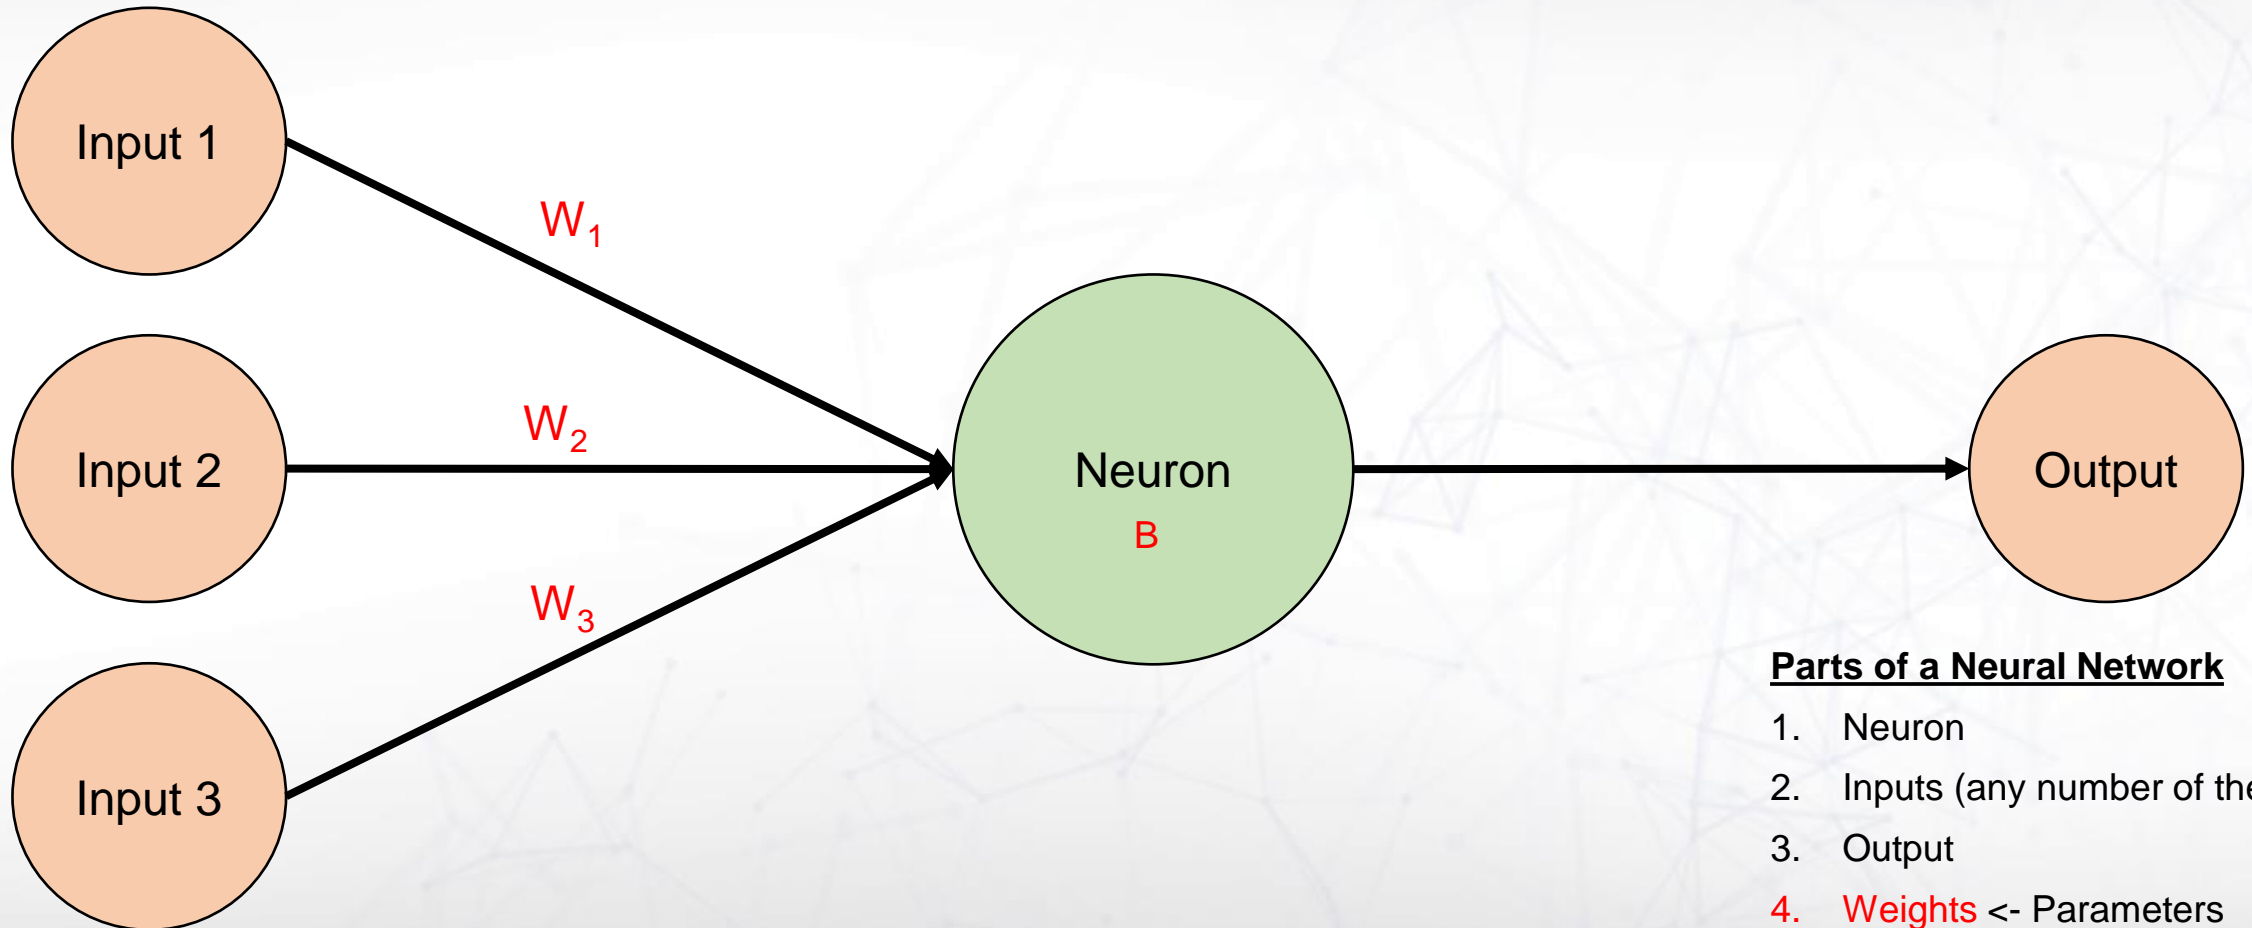 Input 1
W1
Input 2
W2
Neuron
B
Output
Input 3
W3
Parts of a Neural Network
1. Neuron
2. Inputs (any number of the
3. Output
4. Weights <- Parameters